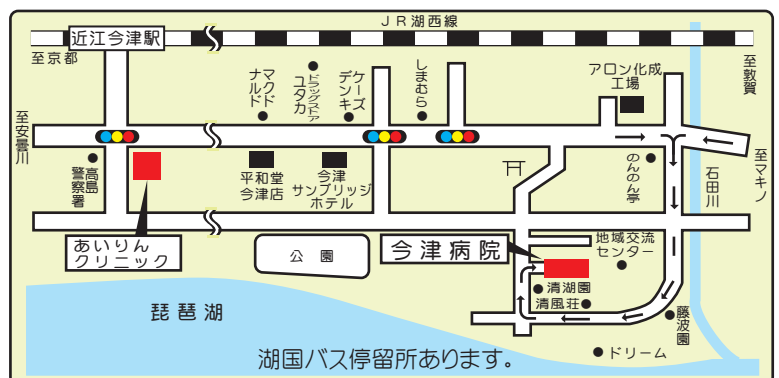 JR湖西線
近江今津駅
至京都
至敦賀
マクド
ナルド
ドラッグストア
ユタカ
ケーズ
デンキ
しまむら
アロン化成
工場
至安曇川
至マキノ
高島
警察署
平和堂
今津店
今津
サンブリッジ
ホテル
のんのん亭
石田川
あいりん
クリニック
公園
今津病院
地域交流
センター
清湖園
清風荘
藤波園
琵琶湖
ドリーム
湖国バス停留所あります。